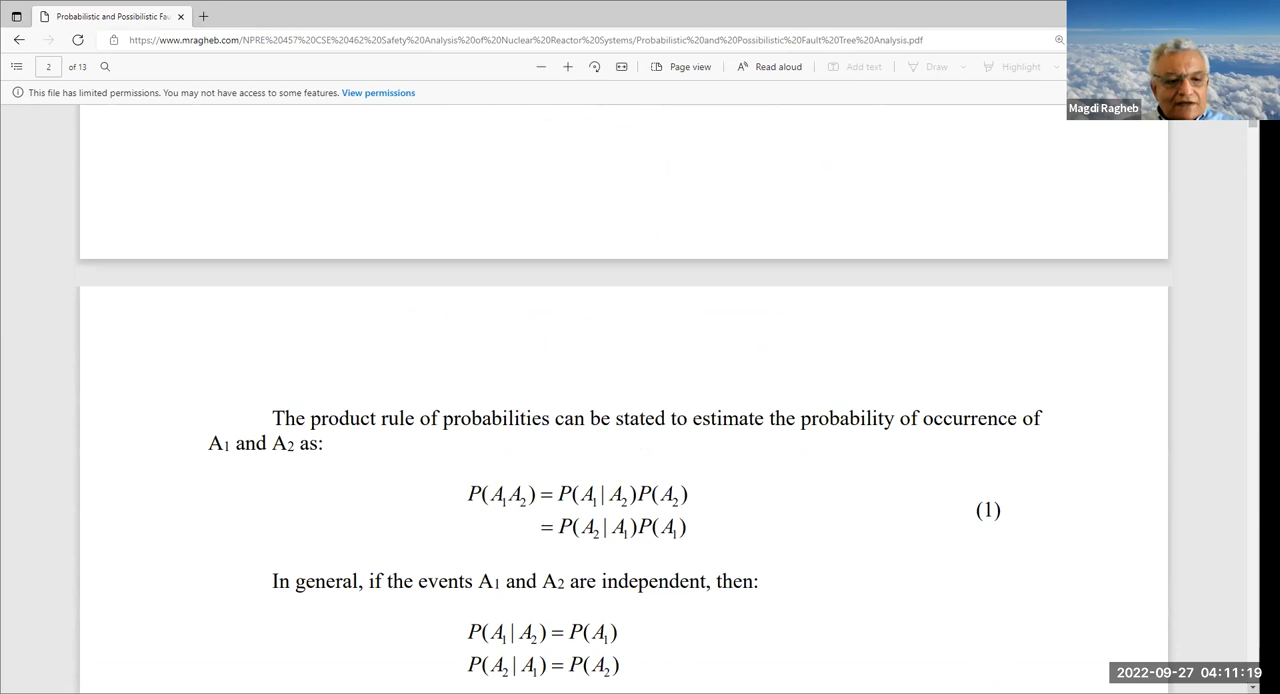 Probabilistic and Possibilistic Fau
https://www.mragheb.com/NPRE%20457%20CSE%20462%20Safety%20Analysis%20of%20Nuclear%20Reactor%20Systems/Probabilistic%20and%20Possibilistic%20Fault%20Tree%20Analysis.pdf
2 of 13 Page view Read aloud Add text Draw Highlight
This file has limited permissions. You may not have access to some features. View permissions
Magdi Ragheb
The product rule of probabilities can be stated to estimate the probability of occurrence of
A₁ and A₂ as:
P(A₁A₂) = P(A₁ | A₂)P(A₂)
= P(A₂ | A₁)P(A₁)
(1)
In general, if the events A₁ and A₂ are independent, then:
P(A₁ | A₂) = P(A₁)
P(A₂ | A₁) = P(A₂)
2022-09-27 04:11:19